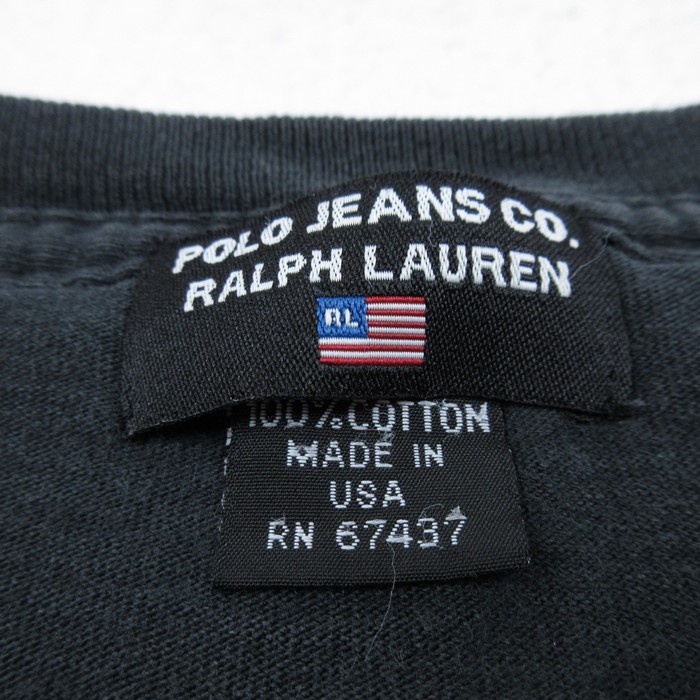 POLO JEANS CO.
RALPH LAUREN
RL
100% COTTON
MADE IN
USA
RN 67437